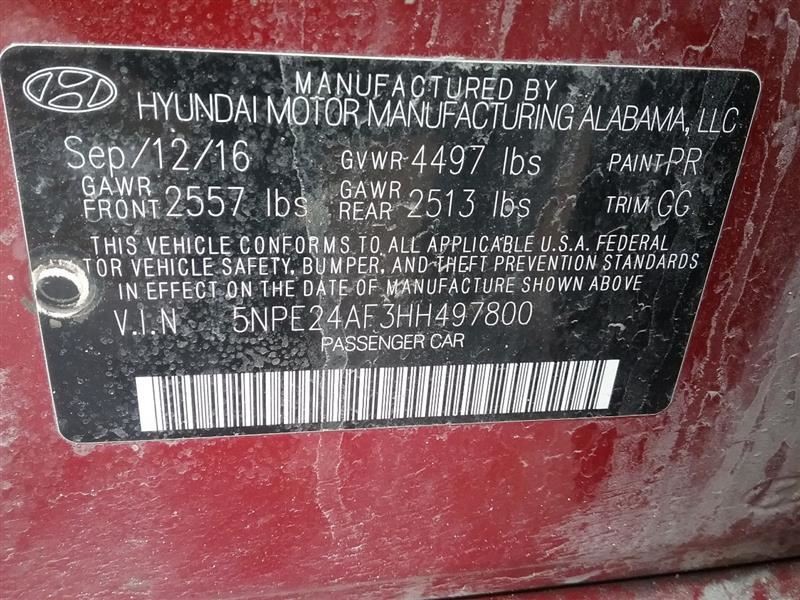 MANUFACTURED BY
HYUNDAI MOTOR MANUFACTURING ALABAMA, LLC
Sep/12/16 GVWR 4497 lbs PAINT PR
GAWR FRONT 2557 lbs GAWR REAR 2513 lbs TRIM GG
THIS VEHICLE CONFORMS TO ALL APPLICABLE U.S.A. FEDERAL
TOR VEHICLE SAFETY, BUMPER, AND THEFT PREVENTION STANDARDS
IN EFFECT ON THE DATE OF MANUFACTURE SHOWN ABOVE
V.I.N 5NPE24AF3HH497800
PASSENGER CAR